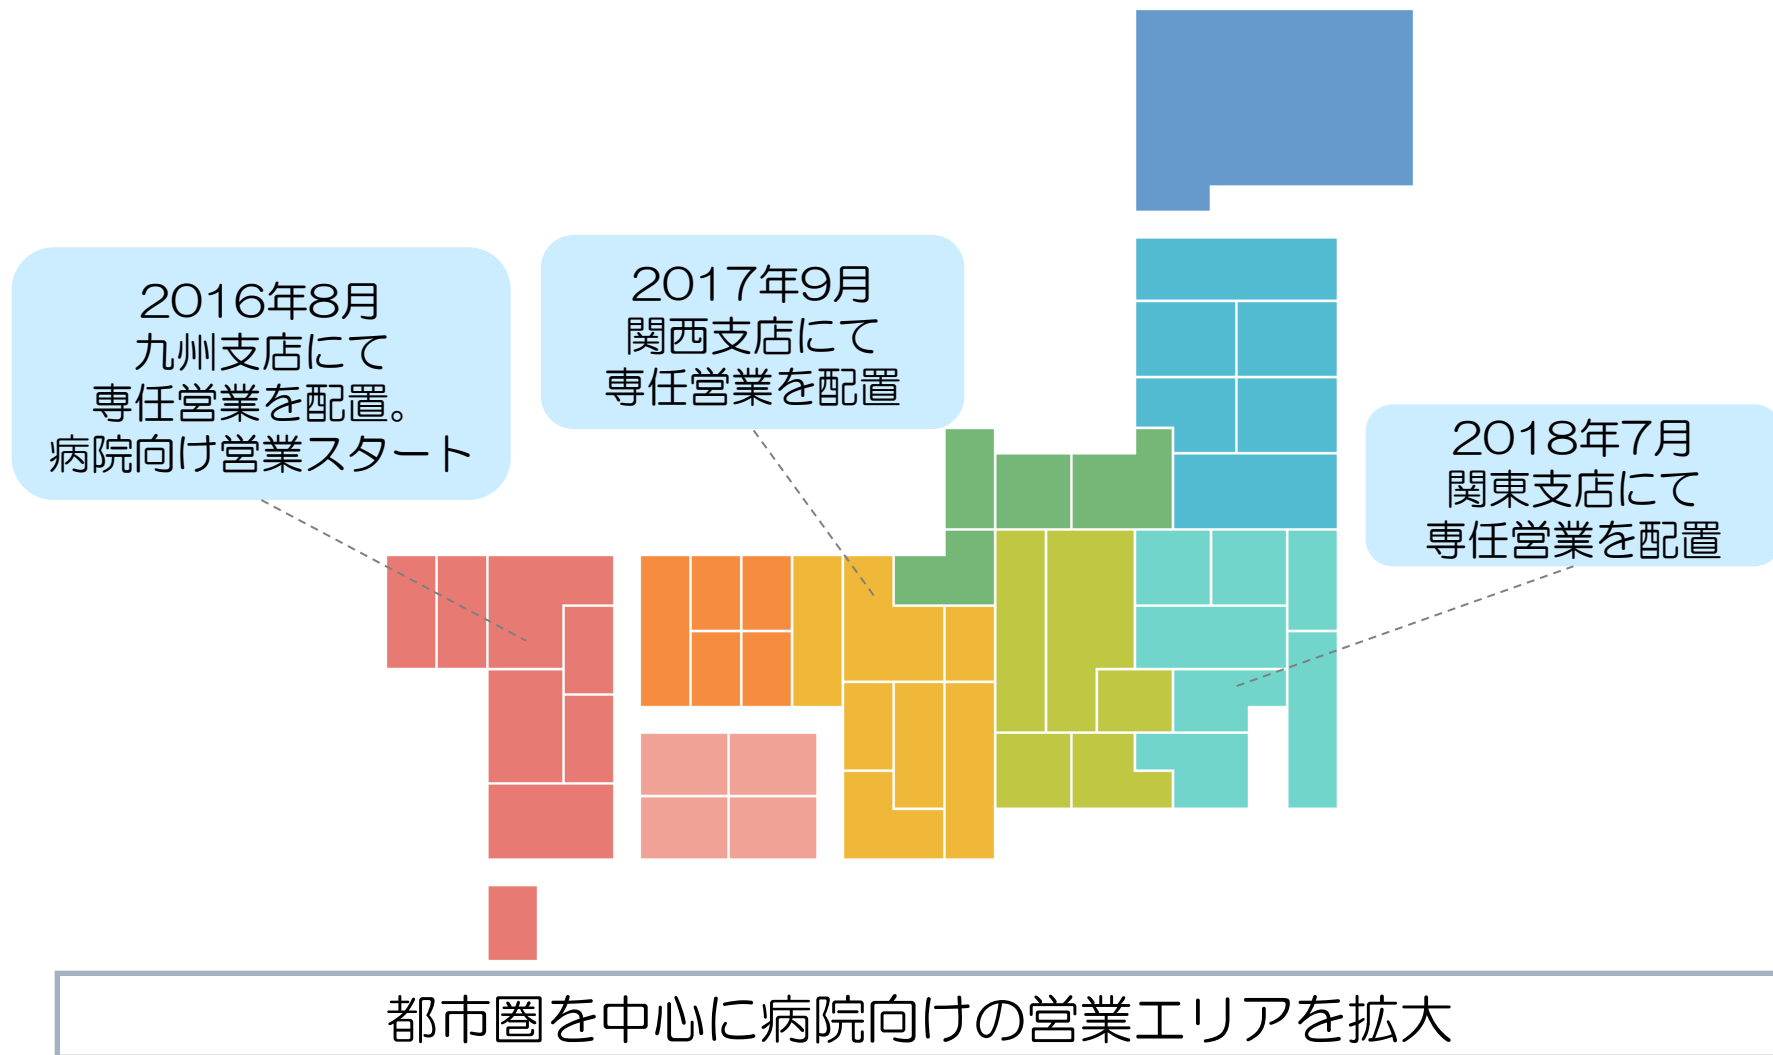 2016年8月
九州支店にて
専任営業を配置。
病院向け営業スタート
2017年9月
関西支店にて
専任営業を配置
2018年7月
関東支店にて
専任営業を配置
都市圏を中心に病院向けの営業エリアを拡大